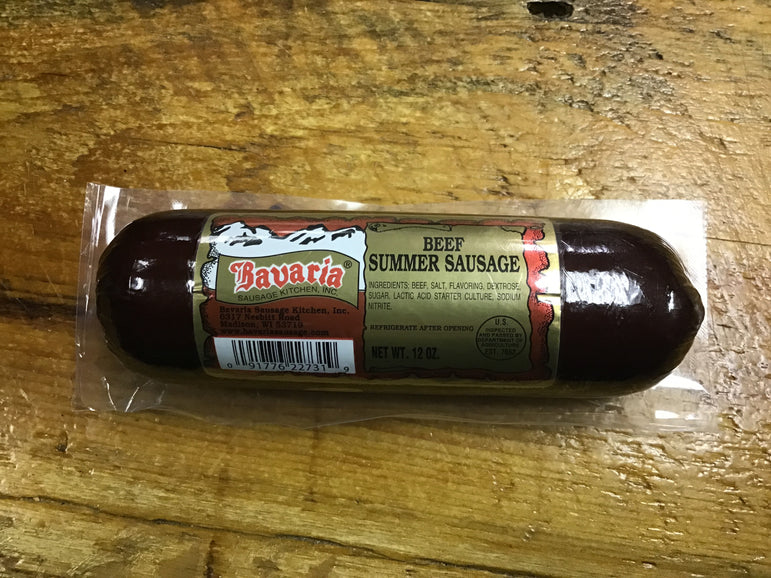 Bavaria®
SAUSAGE KITCHEN, INC.
Bavaria Sausage Kitchen, Inc.
6317 Nesbitt Road
Madison, WI 53719
www.bavariasausage.com
0 91776 22731 9
BEEF
SUMMER SAUSAGE
INGREDIENTS: BEEF, SALT, FLAVORING, DEXTROSE,
SUGAR, LACTIC ACID STARTER CULTURE, SODIUM
NITRITE.
REFRIGERATE AFTER OPENING
NET WT. 12 OZ.
U.S.
INSPECTED
AND PASSED BY
DEPARTMENT OF
AGRICULTURE
EST. 7652